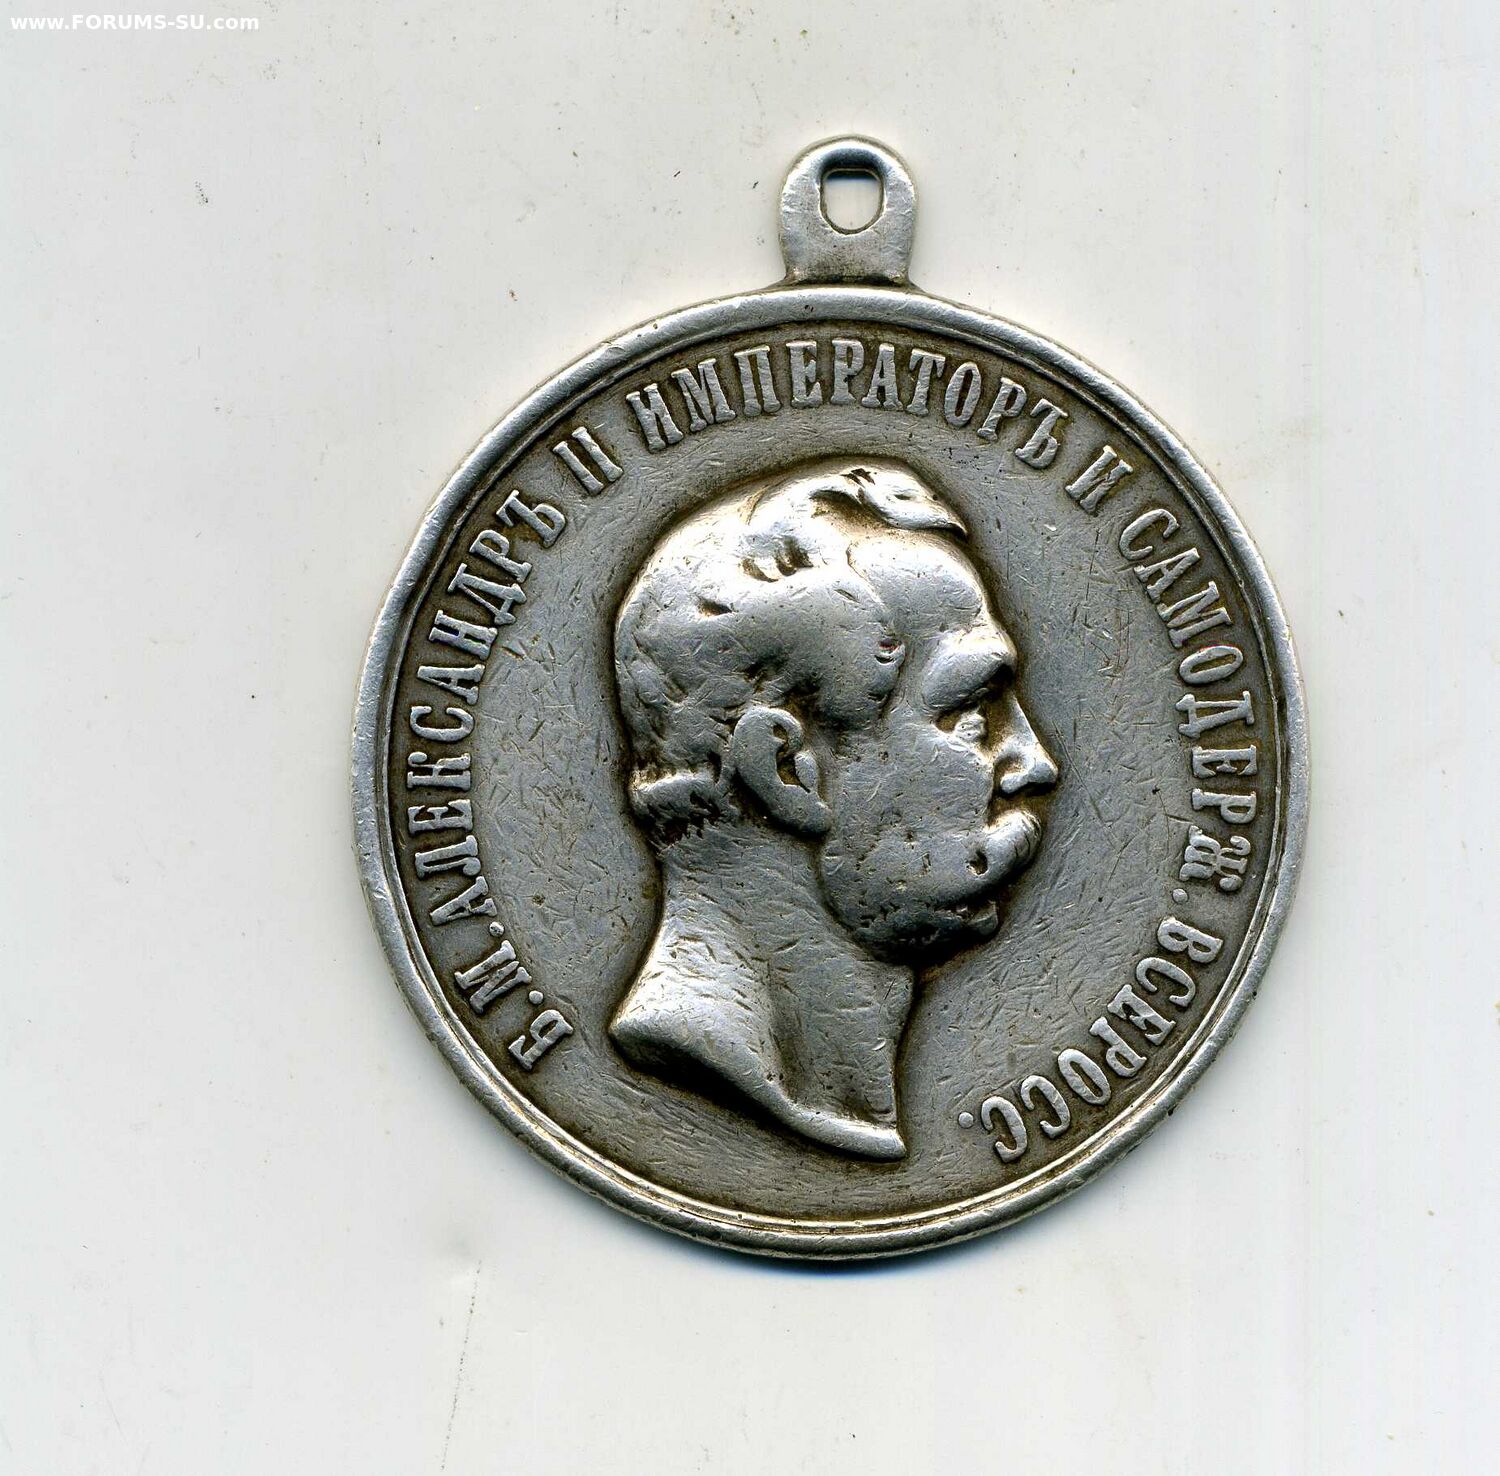 www.FORUMS-SU.com
Б.М.АЛЕКСАНДРЪ II ИМПЕРАТОРЪ И САМОДЕРЖ. ВСЕРОСС.